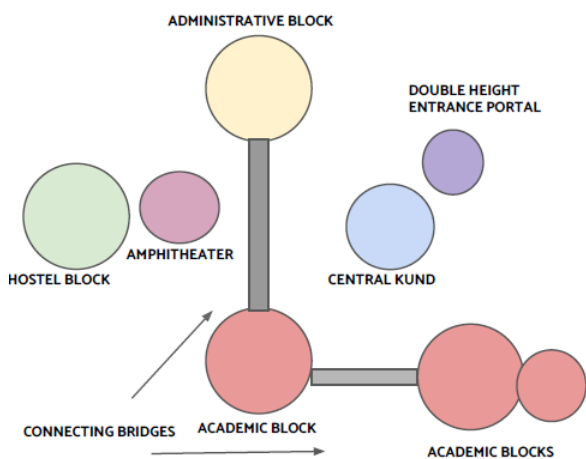 ADMINISTRATIVE BLOCK
DOUBLE HEIGHT
ENTRANCE PORTAL
AMPHITHEATER
HOSTEL BLOCK
CENTRAL KUND
CONNECTING BRIDGES
ACADEMIC BLOCK
ACADEMIC BLOCKS